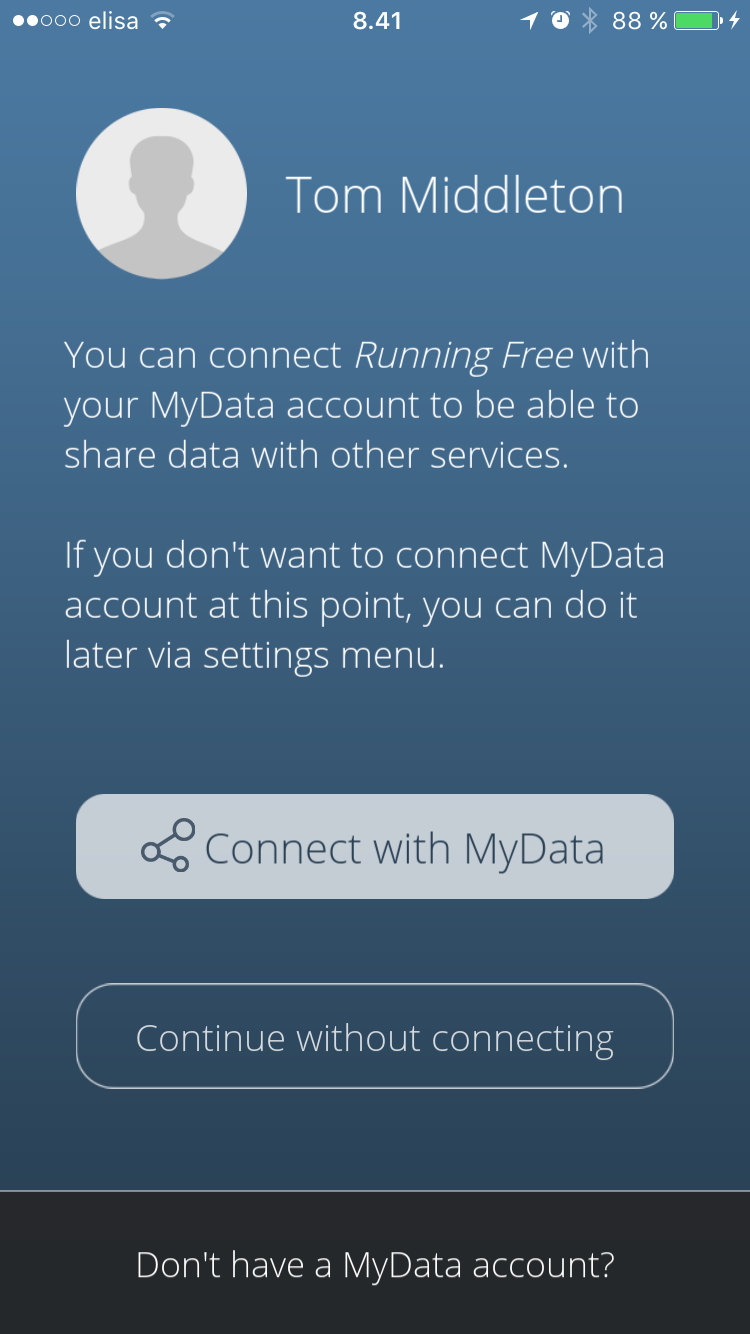 elisa 8.41 88 %
Tom Middleton
You can connect Running Free with
your MyData account to be able to
share data with other services.
If you don't want to connect MyData
account at this point, you can do it
later via settings menu.
Connect with MyData
Continue without connecting
Don't have a MyData account?